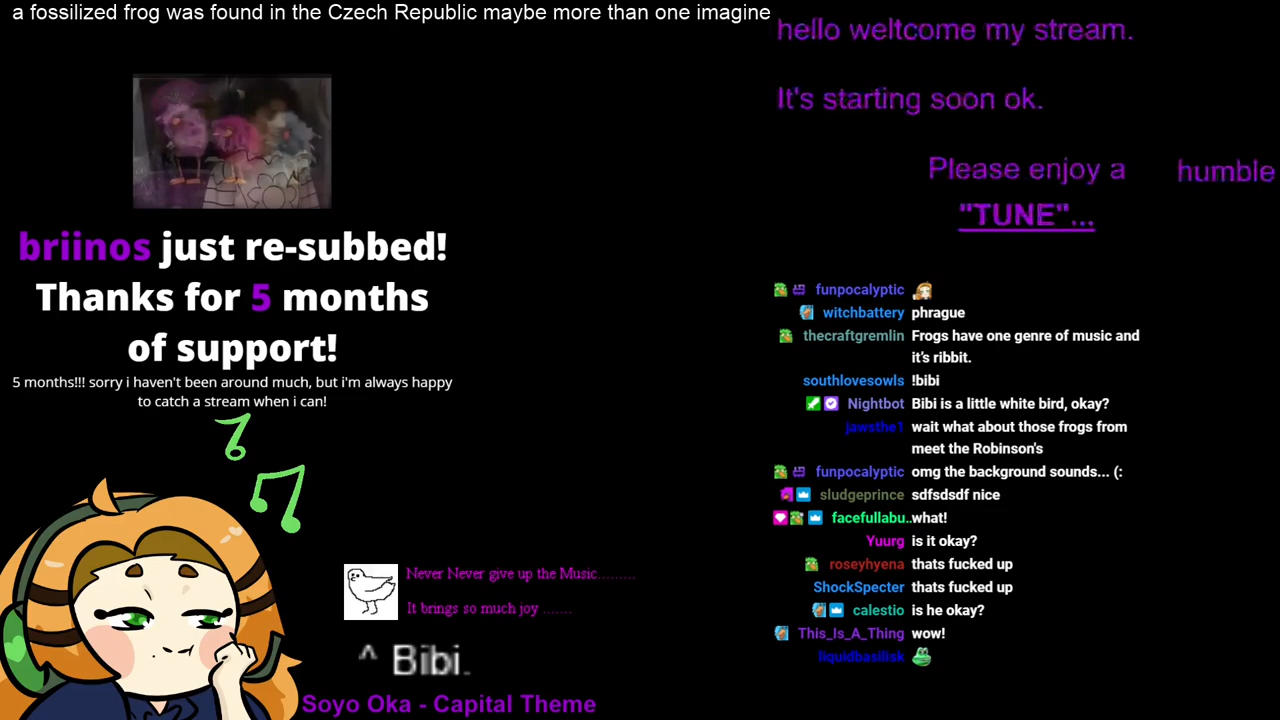 a fossilized frog was found in the Czech Republic maybe more than one imagine
hello weltcome my stream.
It's starting soon ok.
Please enjoy a humble
"TUNE"...
briinos just re-subbed!
Thanks for 5 months
of support!
5 months!!! sorry i haven't been around much, but i'm always happy
to catch a stream when i can!
funpocalyptic
witchbattery phrague
thecraftgremlin Frogs have one genre of music and
it's ribbit.
southlovesowls !bibi
Nightbot Bibi is a little white bird, okay?
jawsthe1 wait what about those frogs from
meet the Robinson's
funpocalyptic omg the background sounds... (:
sludgeprince sdfsdsdf nice
facefullabu.. what!
Yuurg is it okay?
roseyhyena thats fucked up
ShockSpecter thats fucked up
calestio is he okay?
This_Is_A_Thing wow!
liquidbasilisk
Never Never give up the Music.........
It brings so much joy .......
^ Bibi.
Soyo Oka - Capital Theme